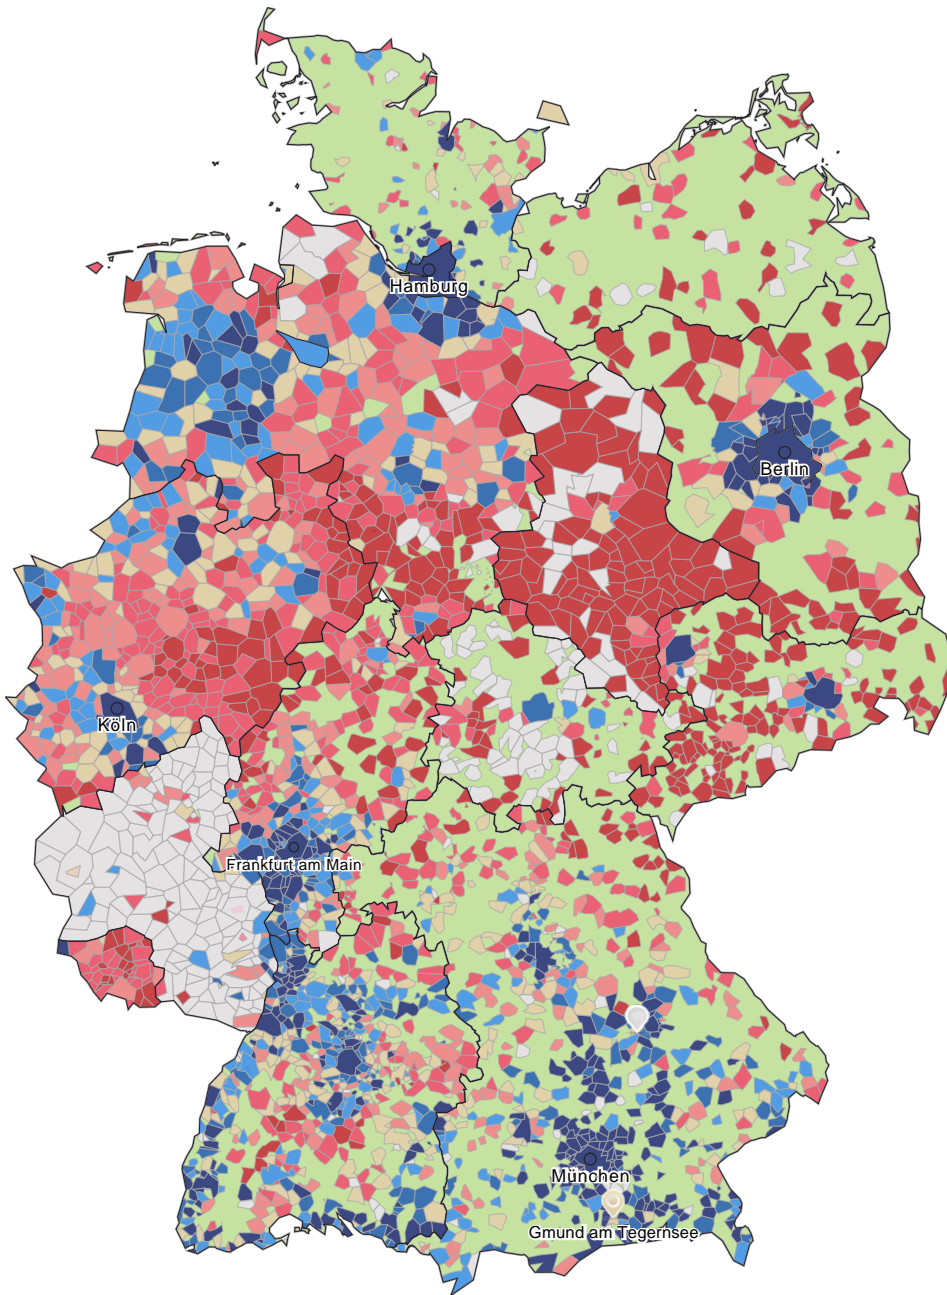 Hamburg
Berlin
Köln
Frankfurt am Main
München
Gmund am Tegernsee